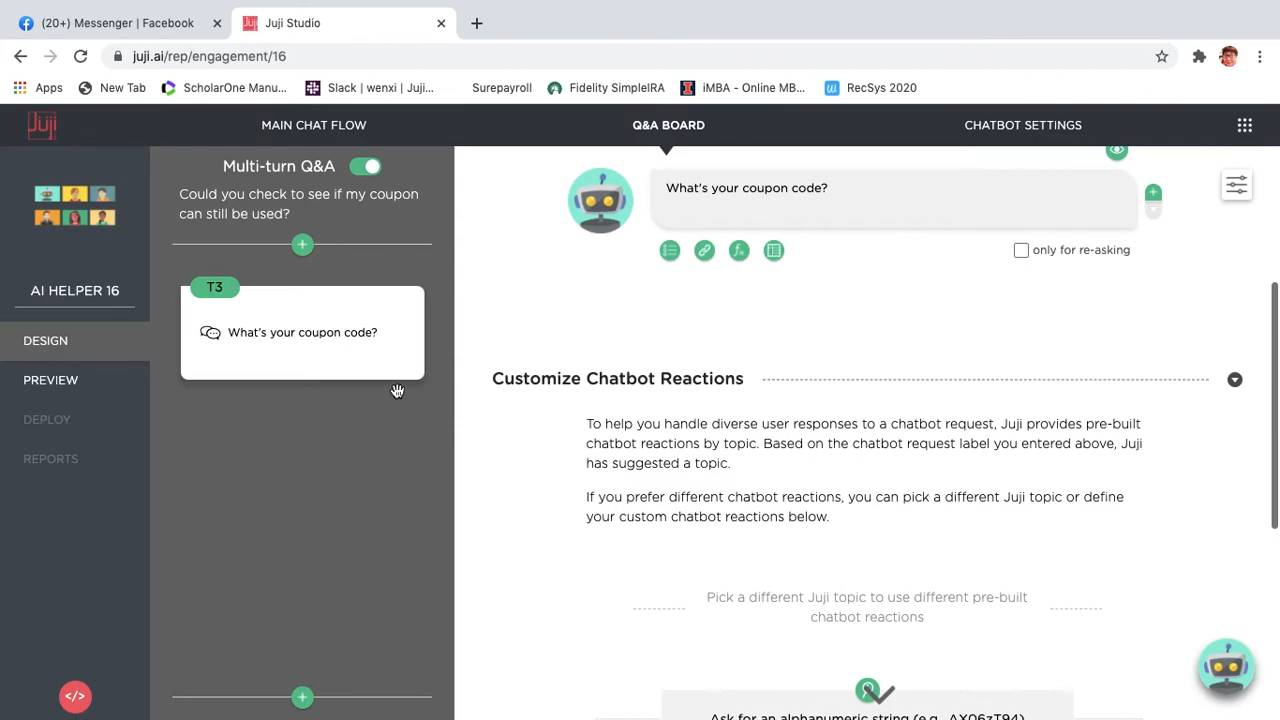 (20+) Messenger | Facebook
Juji Studio
juji.ai/rep/engagement/16
Apps
New Tab
ScholarOne Manu...
Slack | wenxi | Juji...
Surepayroll
Fidelity SimpleIRA
iMBA - Online MB...
RecSys 2020
Juji
MAIN CHAT FLOW
Q&A BOARD
CHATBOT SETTINGS
AI HELPER 16
DESIGN
PREVIEW
DEPLOY
REPORTS
</>
Multi-turn Q&A
Could you check to see if my coupon
can still be used?
T3
What's your coupon code?
What's your coupon code?
only for re-asking
Customize Chatbot Reactions
To help you handle diverse user responses to a chatbot request, Juji provides pre-built
chatbot reactions by topic. Based on the chatbot request label you entered above, Juji
has suggested a topic.
If you prefer different chatbot reactions, you can pick a different Juji topic or define
your custom chatbot reactions below.
Pick a different Juji topic to use different pre-built
chatbot reactions
Ask for an alphanumeric string (e.g., AX06zT94)